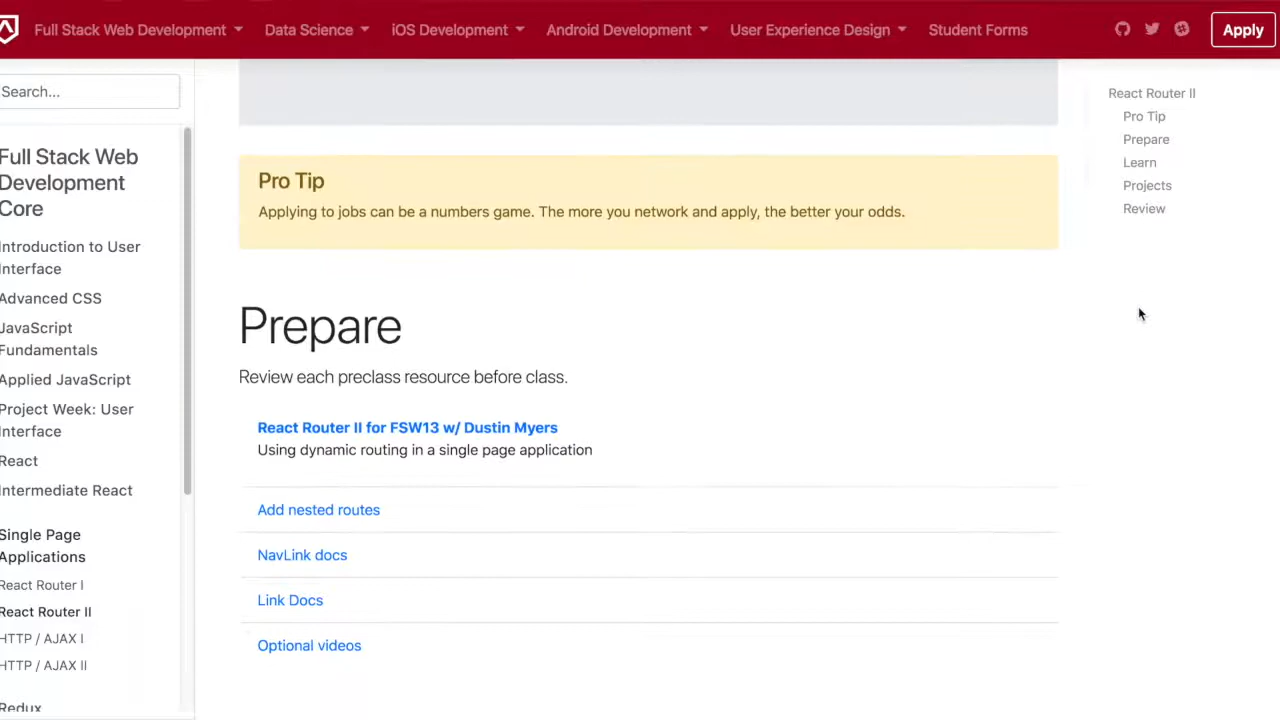 Full Stack Web Development
Data Science
iOS Development
Android Development
User Experience Design
Student Forms
Apply
Search...
Full Stack Web
Development
Core
Introduction to User
Interface
Advanced CSS
JavaScript
Fundamentals
Applied JavaScript
Project Week: User
Interface
React
Intermediate React
Single Page
Applications
React Router I
React Router II
HTTP / AJAX I
HTTP / AJAX II
Redux
Pro Tip
Applying to jobs can be a numbers game. The more you network and apply, the better your odds.
Prepare
Review each preclass resource before class.
React Router II for FSW13 w/ Dustin Myers
Using dynamic routing in a single page application
Add nested routes
NavLink docs
Link Docs
Optional videos
React Router II
Pro Tip
Prepare
Learn
Projects
Review